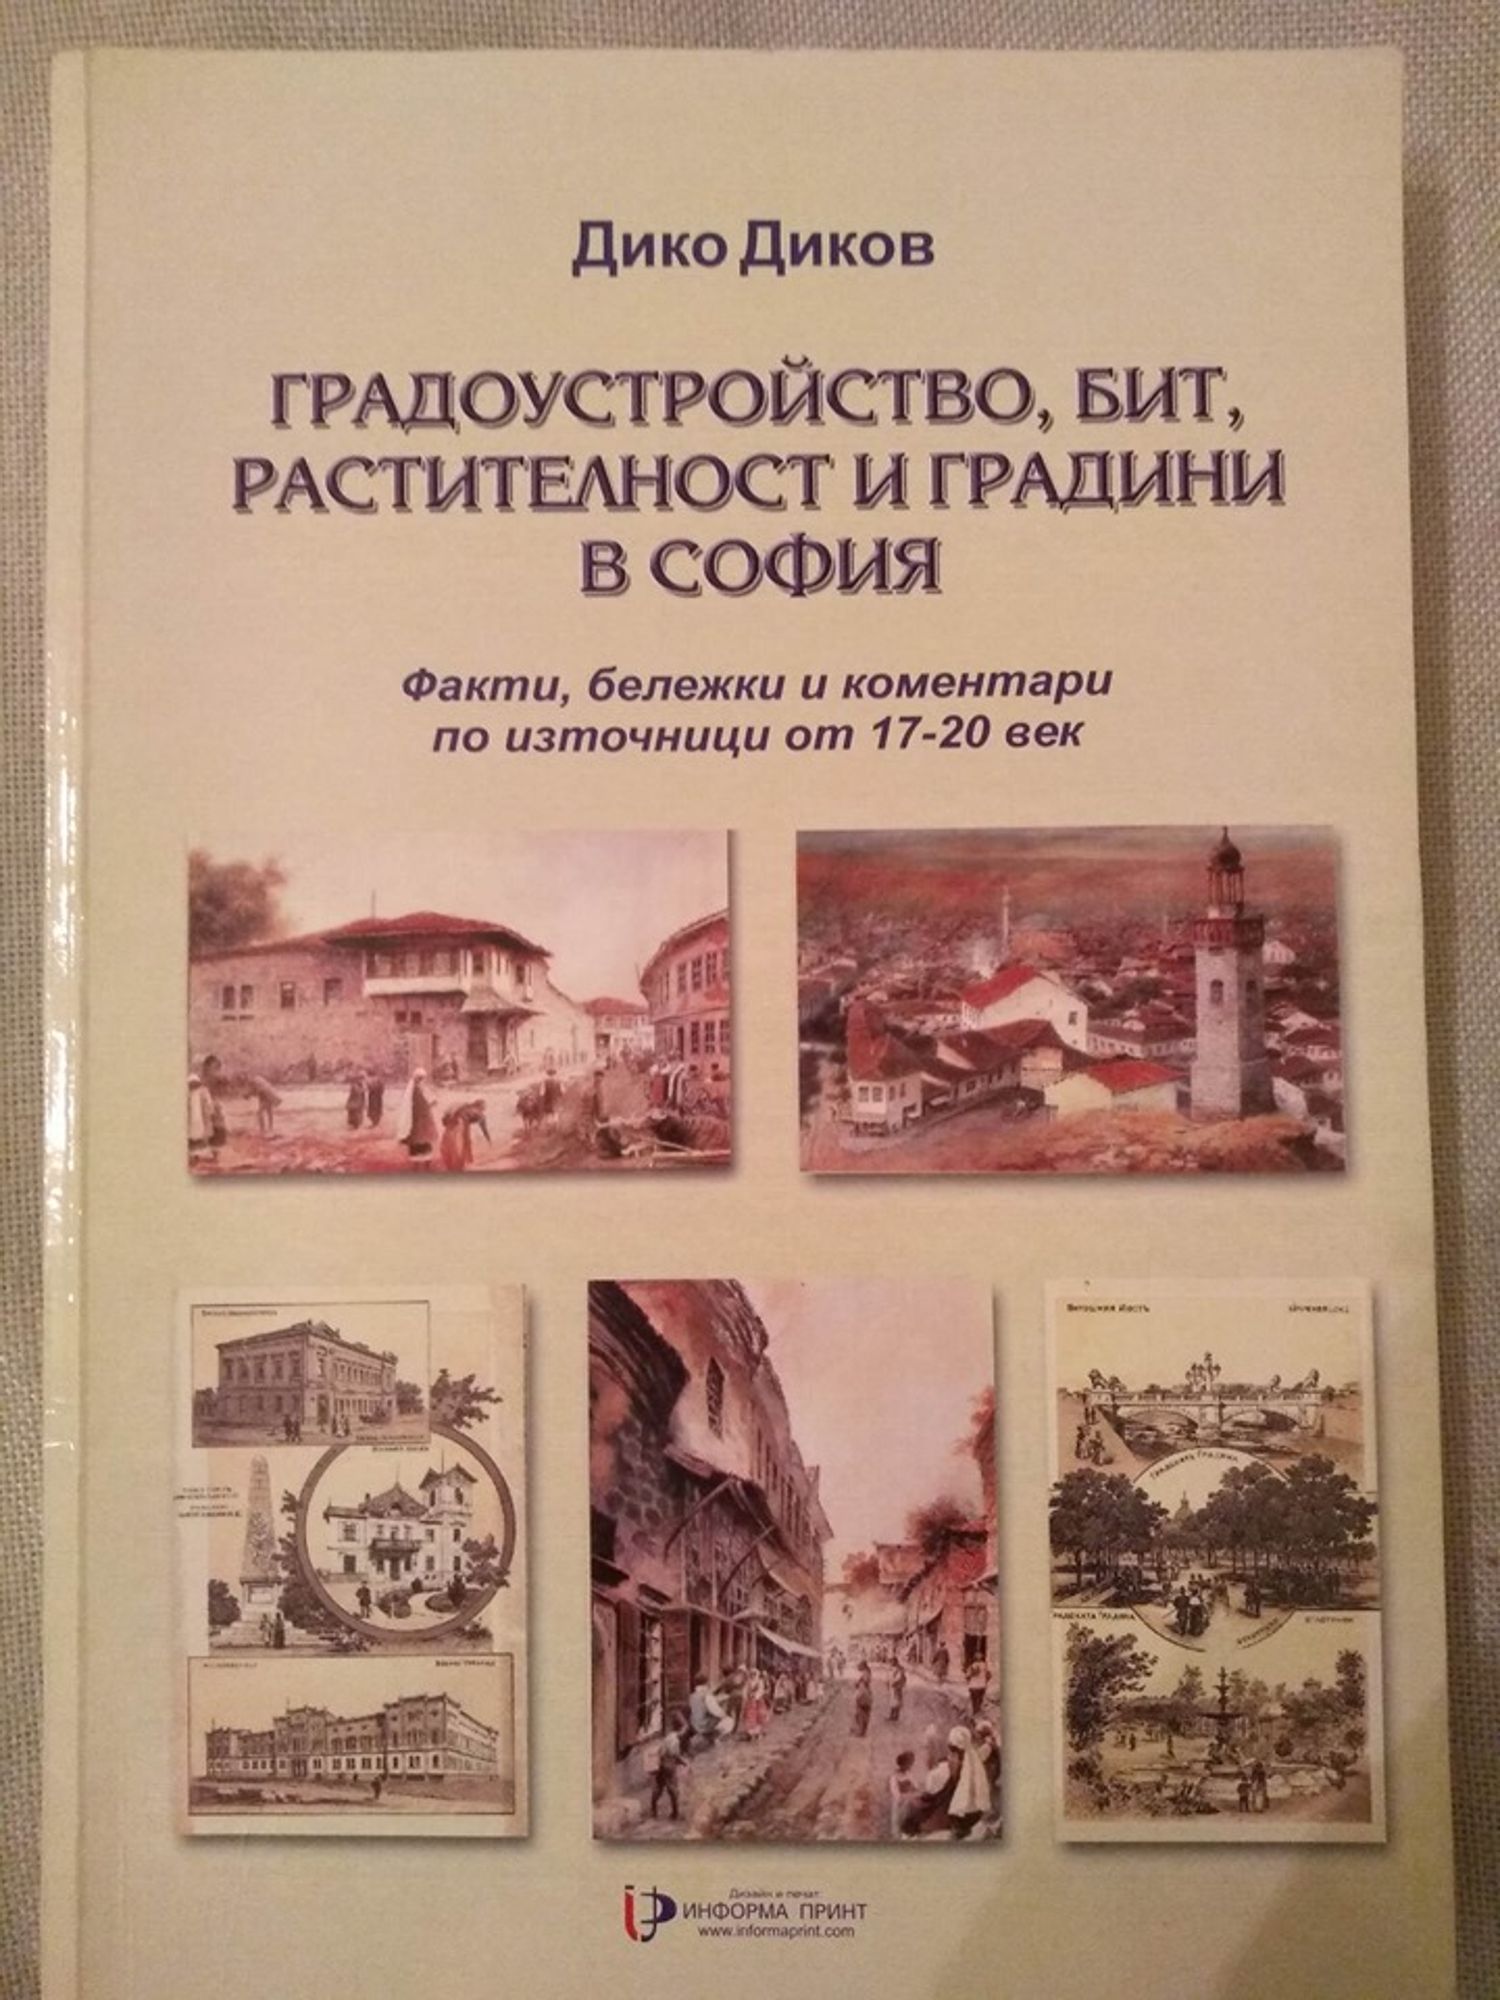 Дико Диков
ГРАДОУСТРОЙСТВО, БИТ,
РАСТИТЕЛНОСТ И ГРАДИНИ
В СОФИЯ
Факти, бележки и коментари
по източници от 17-20 век
Дизайн и печат:
ИНФОРМА ПРИНТ
www.informaprint.com